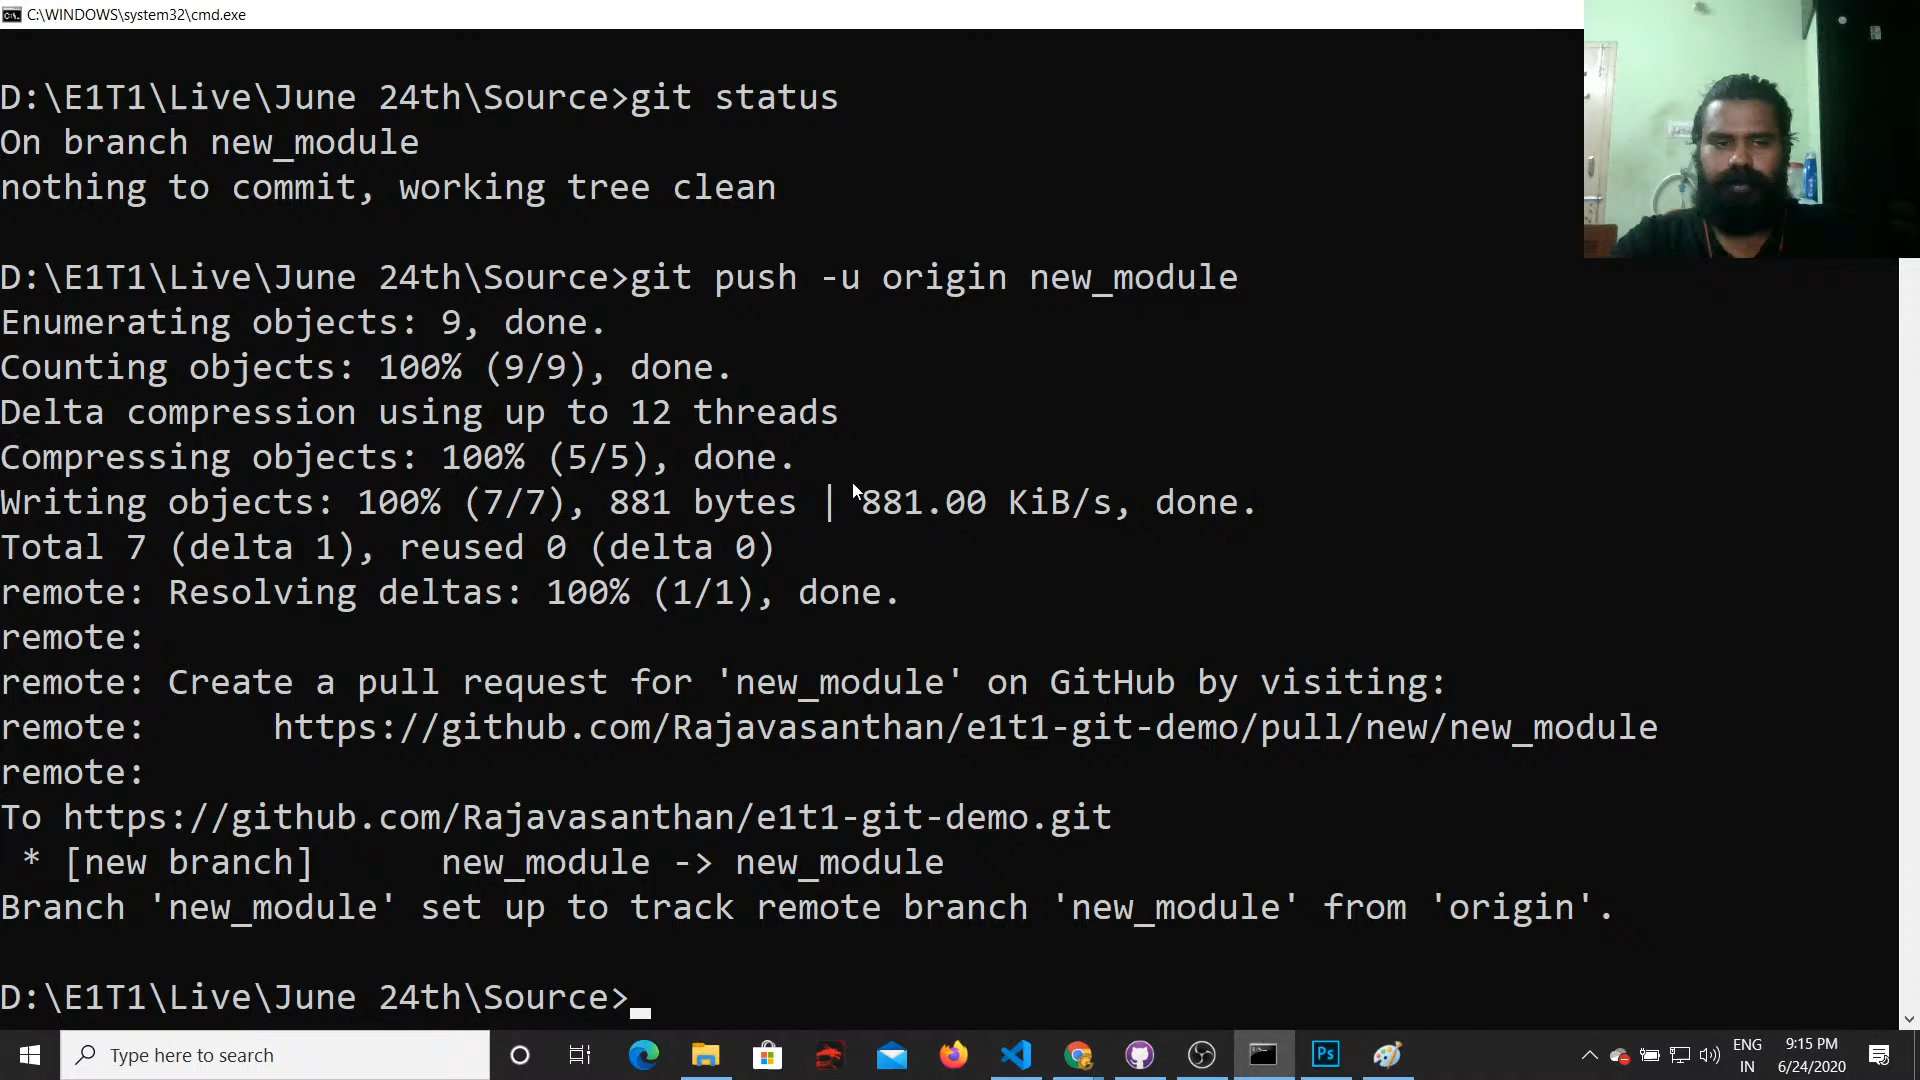 C:\WINDOWS\system32\cmd.exe
D:\E1T1\Live\June 24th\Source>git status
On branch new_module
nothing to commit, working tree clean
D:\E1T1\Live\June 24th\Source>git push -u origin new_module
Enumerating objects: 9, done.
Counting objects: 100% (9/9), done.
Delta compression using up to 12 threads
Compressing objects: 100% (5/5), done.
Writing objects: 100% (7/7), 881 bytes | 881.00 KiB/s, done.
Total 7 (delta 1), reused 0 (delta 0)
remote: Resolving deltas: 100% (1/1), done.
remote:
remote: Create a pull request for 'new_module' on GitHub by visiting:
remote:      https://github.com/Rajavasanthan/e1t1-git-demo/pull/new/new_module
remote:
To https://github.com/Rajavasanthan/e1t1-git-demo.git
 * [new branch]      new_module -> new_module
Branch 'new_module' set up to track remote branch 'new_module' from 'origin'.
D:\E1T1\Live\June 24th\Source>
Type here to search
Ps
ENG
IN
9:15 PM
6/24/2020